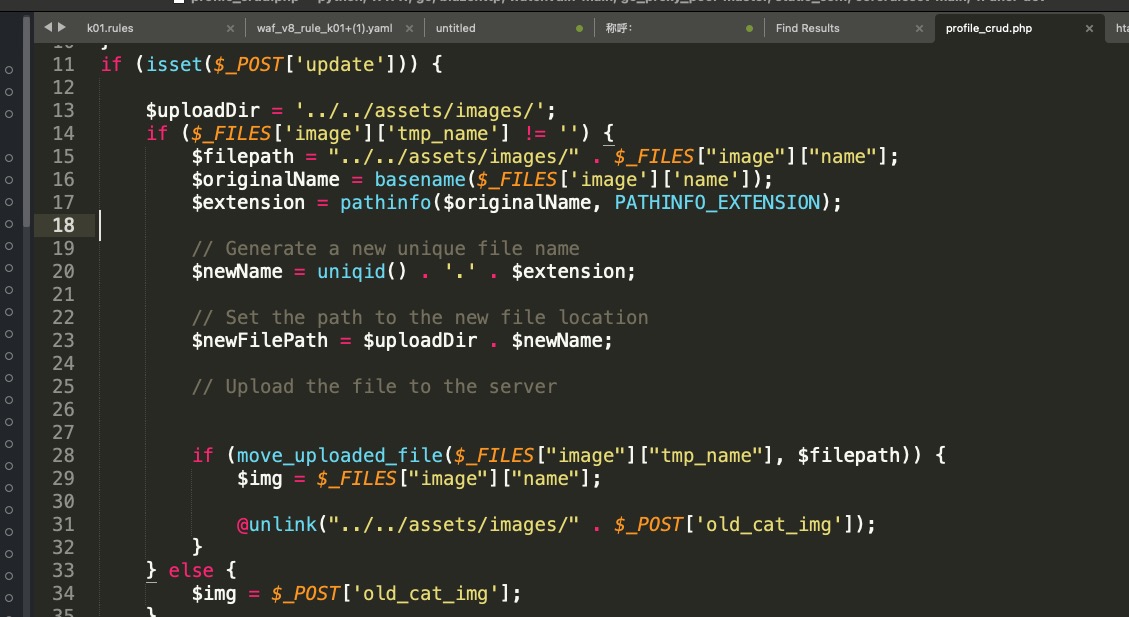 k01.rules
waf_v8_rule_k01+(1).yaml
untitled
称呼:
Find Results
profile_crud.php
11 if (isset($_POST['update'])) {
12
13 $uploadDir = '../../assets/images/';
14 if ($_FILES['image']['tmp_name'] != '') {
15 $filepath = "../../assets/images/" . $_FILES["image"]["name"];
16 $originalName = basename($_FILES['image']['name']);
17 $extension = pathinfo($originalName, PATHINFO_EXTENSION);
18
19 // Generate a new unique file name
20 $newName = uniqid() . '.' . $extension;
21
22 // Set the path to the new file location
23 $newFilePath = $uploadDir . $newName;
24
25 // Upload the file to the server
26
27
28 if (move_uploaded_file($_FILES["image"]["tmp_name"], $filepath)) {
29 $img = $_FILES["image"]["name"];
30
31 @unlink("../../assets/images/" . $_POST['old_cat_img']);
32 }
33 } else {
34 $img = $_POST['old_cat_img'];
35 }